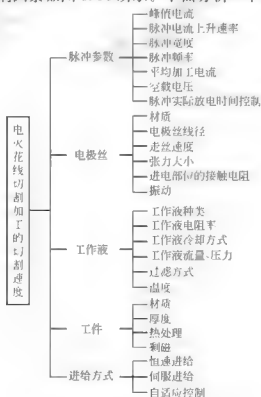 脉冲参数
峰值电流
脉冲电流上升速率
脉冲宽度
脉冲频率
平均加工电流
空载电压
脉冲实际放电时间控制
电火花线切割加工的切割速度
电极丝
材质
电极丝线径
走丝速度
张力大小
进电部位的接触电阻
振动
工作液
工作液种类
工作液电阻率
工作液冷却方式
工作液流量、压力
过滤方式
温度
工件
材质
厚度
热处理
剩磁
进给方式
恒速进给
伺服进给
自适应控制